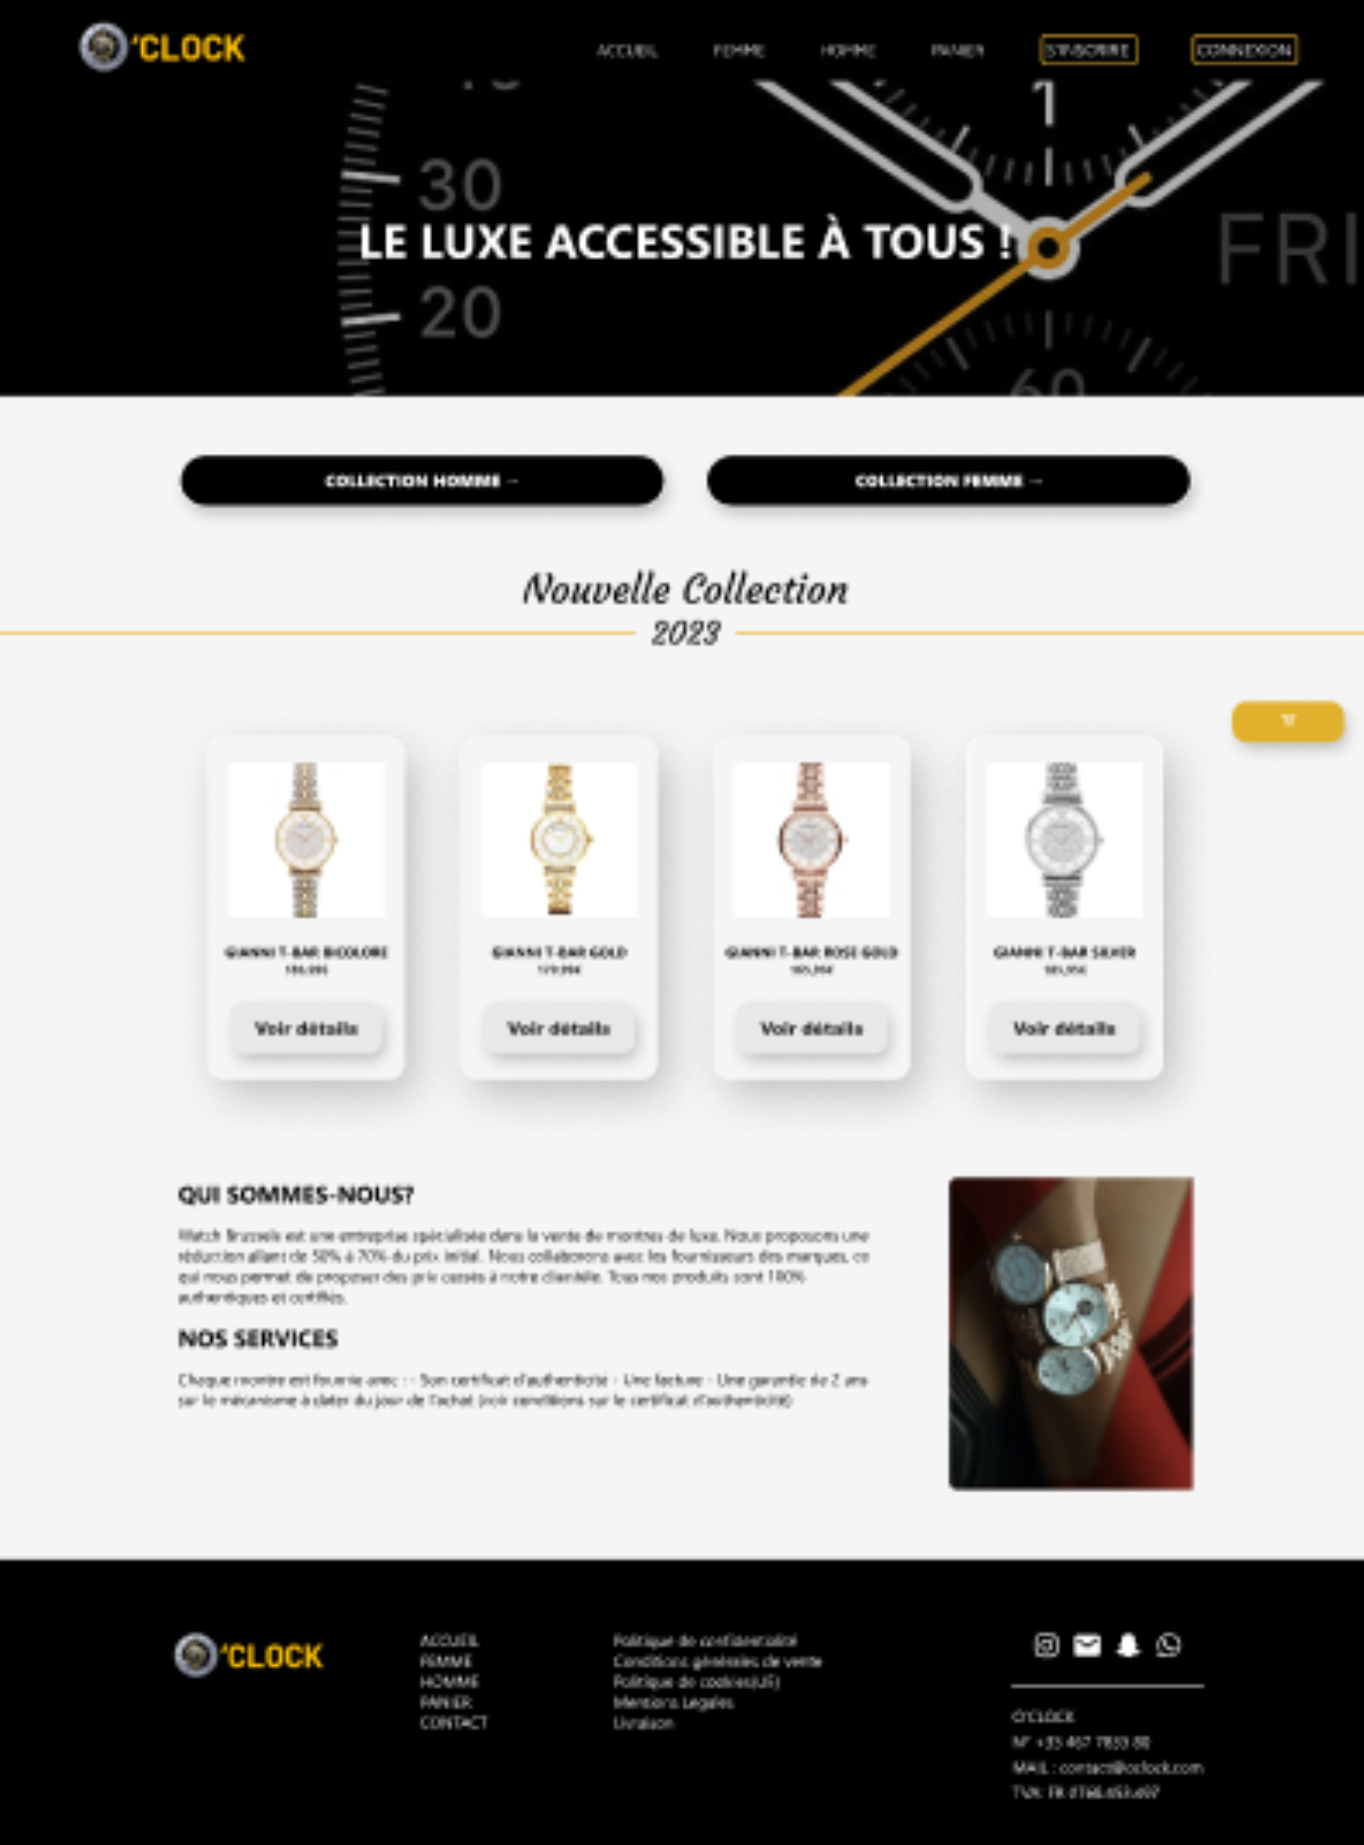 'CLOCK
ACCUEIL
FEMME
HOMME
PANIER
S'INSCRIRE
CONNEXION
30
1
LE LUXE ACCESSIBLE À TOUS !
FRI
20
60
COLLECTION HOMME →
COLLECTION FEMME →
Nouvelle Collection
2023
GIANNI T-BAR BICOLORE
Voir détails
GIANNI T-BAR GOLD
Voir détails
GIANNI T-BAR ROSE GOLD
Voir détails
GIANNI T-BAR SILVER
Voir détails
QUI SOMMES-NOUS?
Watch Brussels est une entreprise spécialisée dans la vente de montres de luxe. Nous proposons une
réduction allant de 50% à 70% du prix initial. Nous collaborons avec les fournisseurs des marques, ce
qui nous permet de proposer des prix cassés à notre clientèle. Tous nos produits sont 100%
authentiques et certifiés.
NOS SERVICES
Chaque montre est fournie avec : - Son certificat d'authenticité - Une facture - Une garantie de 2 ans
sur le mécanisme à dater du jour de l'achat (voir conditions sur le certificat d'authenticité)
'CLOCK
ACCUEIL
FEMME
HOMME
PANIER
CONTACT
Politique de confidentialité
Conditions générales de vente
Politique de cookies(UE)
Mentions Légales
Livraison
O'CLOCK
N° +33 467 7833 80
MAIL : contact@oclock.com
TVA: FR